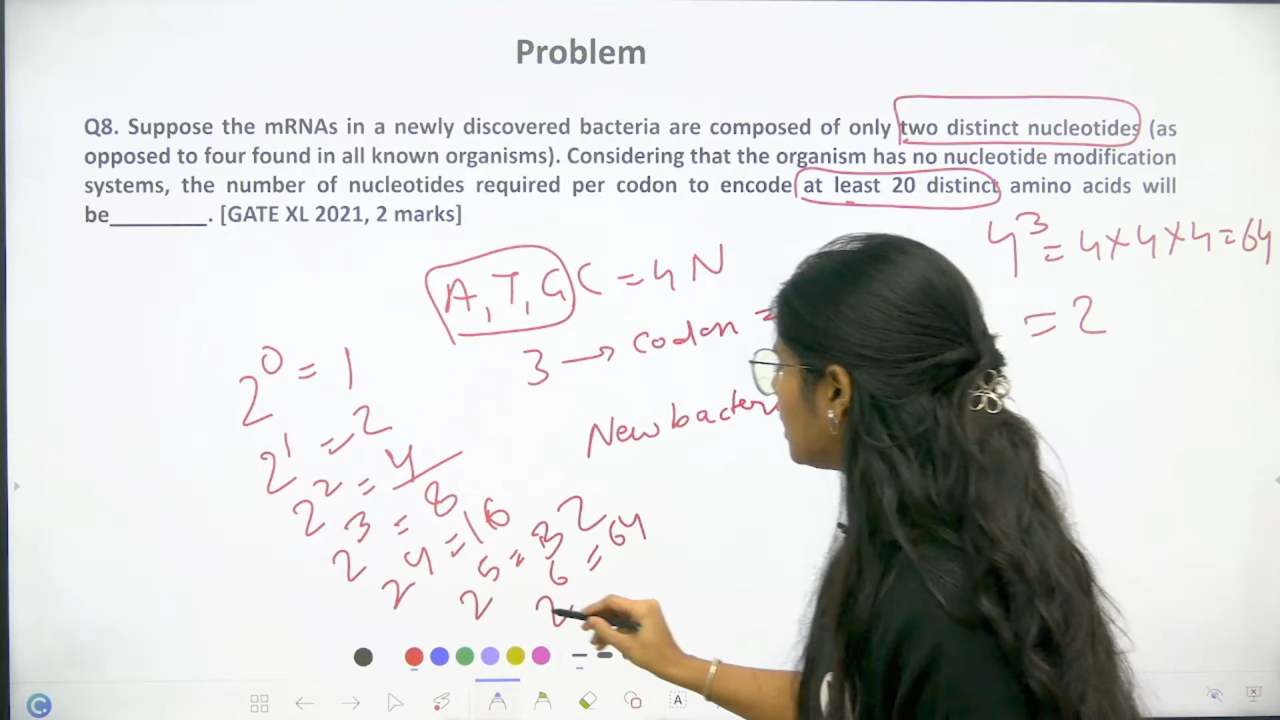 Problem
Q8. Suppose the mRNAs in a newly discovered bacteria are composed of only two distinct nucleotides (as
opposed to four found in all known organisms). Considering that the organism has no nucleotide modification
systems, the number of nucleotides required per codon to encode at least 20 distinct amino acids will
be________. [GATE XL 2021, 2 marks]
4³ = 4×4×4=64
A, T, G C = 4 N
= 2
3 → codon =
New bacteri
2⁰ = 1
2¹ = 2
2² = 4
2³ = 8
2⁴ = 16
2⁵ = 32
2⁶ = 64
A